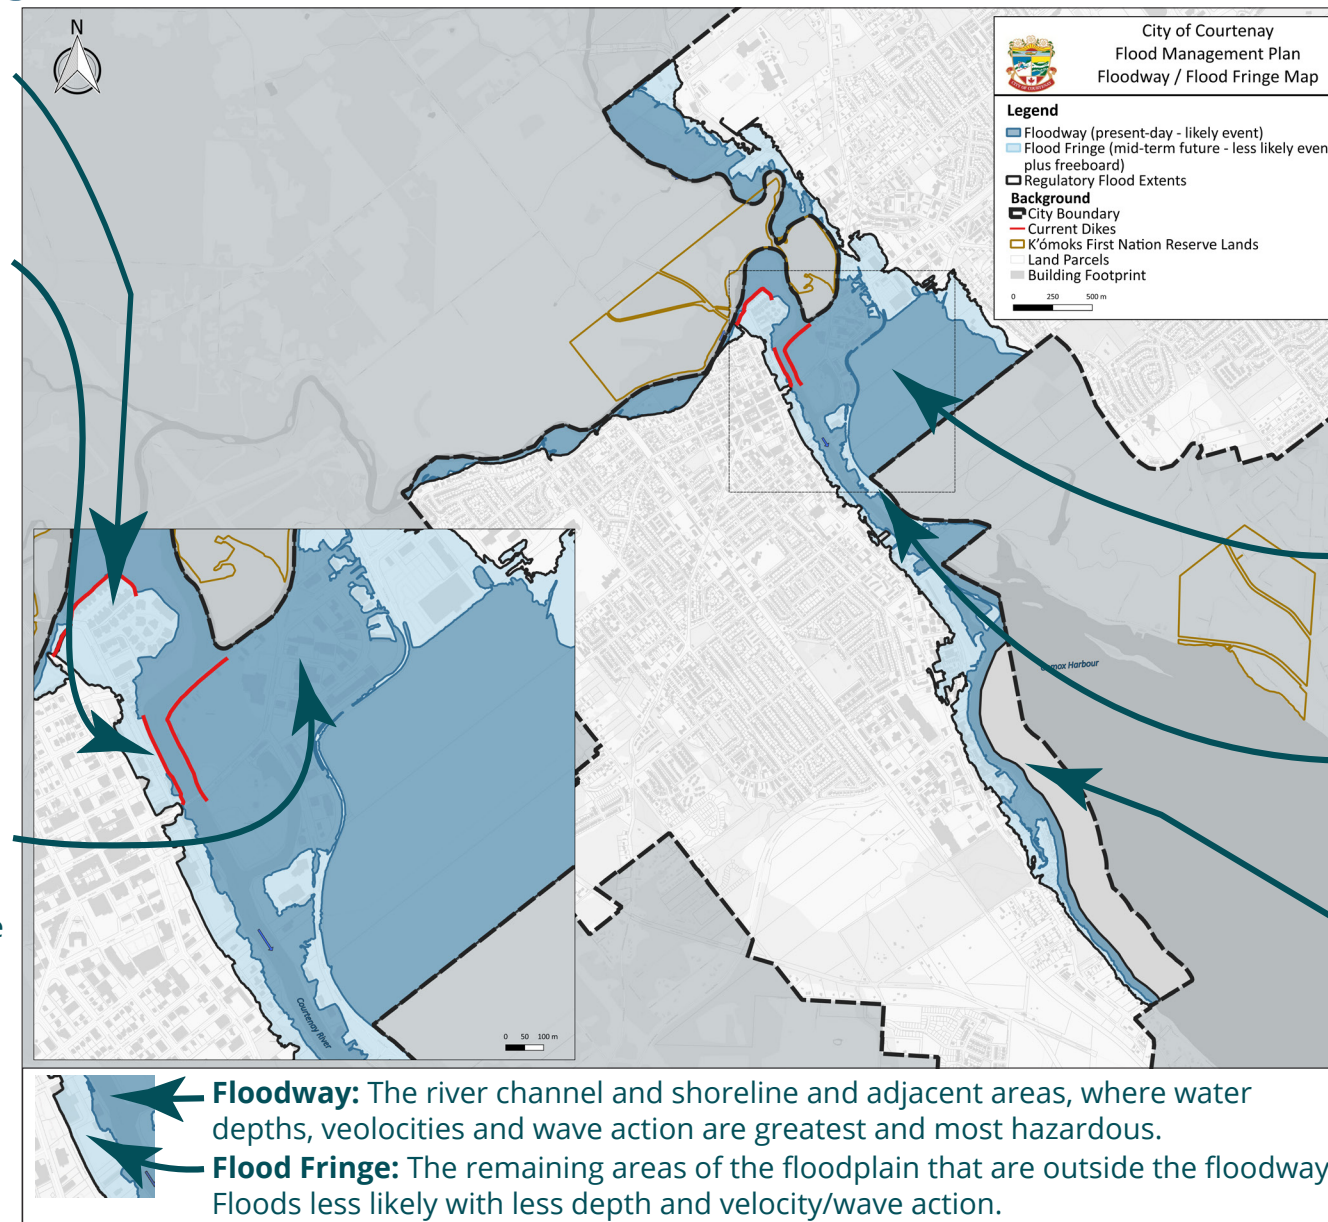 N
City of Courtenay
Flood Management Plan
Floodway / Flood Fringe Map
CITY OF COURTENAY
Legend
Floodway (present-day - likely event)
Flood Fringe (mid-term future - less likely even
plus freeboard)
Regulatory Flood Extents
Background
City Boundary
Current Dikes
K'ómoks First Nation Reserve Lands
Land Parcels
Building Footprint
0 250 500 m
Harbour
Courtenay River
0 50 100 m
e
Floodway: The river channel and shoreline and adjacent areas, where water
depths, veolocities and wave action are greatest and most hazardous.
Flood Fringe: The remaining areas of the floodplain that are outside the floodway
Floods less likely with less depth and velocity/wave action.